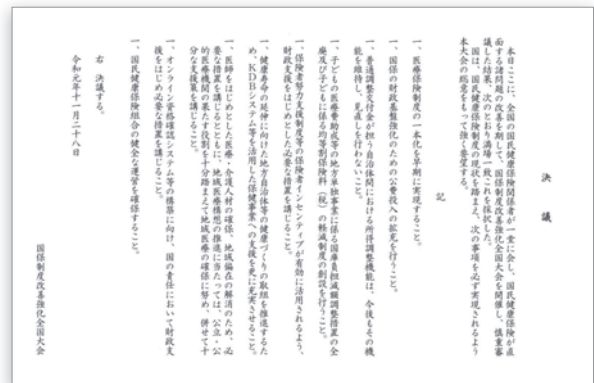 決議
本日ここに、全国の国民健康保険関係者が一堂に会し、国民健康保険が直
面する諸問題の改善を期して、国保制度改善強化全国大会を開催し、慎重審
議した結果、次のとおり満場一致これを採択した。
国は、国民健康保険制度の現状を踏まえ、次の事項を必ず実現されるよう
本大会の総意をもって強く要望する。
記
一、医療保険制度の一本化を早期に実現すること。
一、国保の財政基盤強化のための公費投入の拡充を行うこと。
一、普通調整交付金が担う自治体間における所得調整機能は、今後もその機
能を維持し、見直しを行わないこと。
一、子どもの医療費助成等の地方単独事業に係る国庫負担減額調整措置の全
廃及び子どもに係る均等割保険料（税）の軽減制度の創設を行うこと。
一、保険者努力支援制度等の保険者インセンティブが有効に活用されるよう、
財政支援をはじめとした必要な措置を講じること。
一、健康寿命の延伸に向けた地方自治体等の健康づくりの取組を推進するた
め、KDBシステム等を活用した保健事業への支援を更に充実させること。
一、医師をはじめとした医療・介護人材の確保、地域偏在の解消のため、必
要な措置を講じるとともに、地域医療構想の推進に当たっては、公立・公
的医療機関の果たす役割を十分踏まえて地域医療の確保に努め、併せて十
分な支援策を講じること。
一、オンライン資格確認システム等の構築に向け、国の責任において財政支
援をはじめ必要な措置を講じること。
一、国民健康保険組合の健全な運営を確保すること。
右　決議する。
令和元年十一月二十八日
国保制度改善強化全国大会